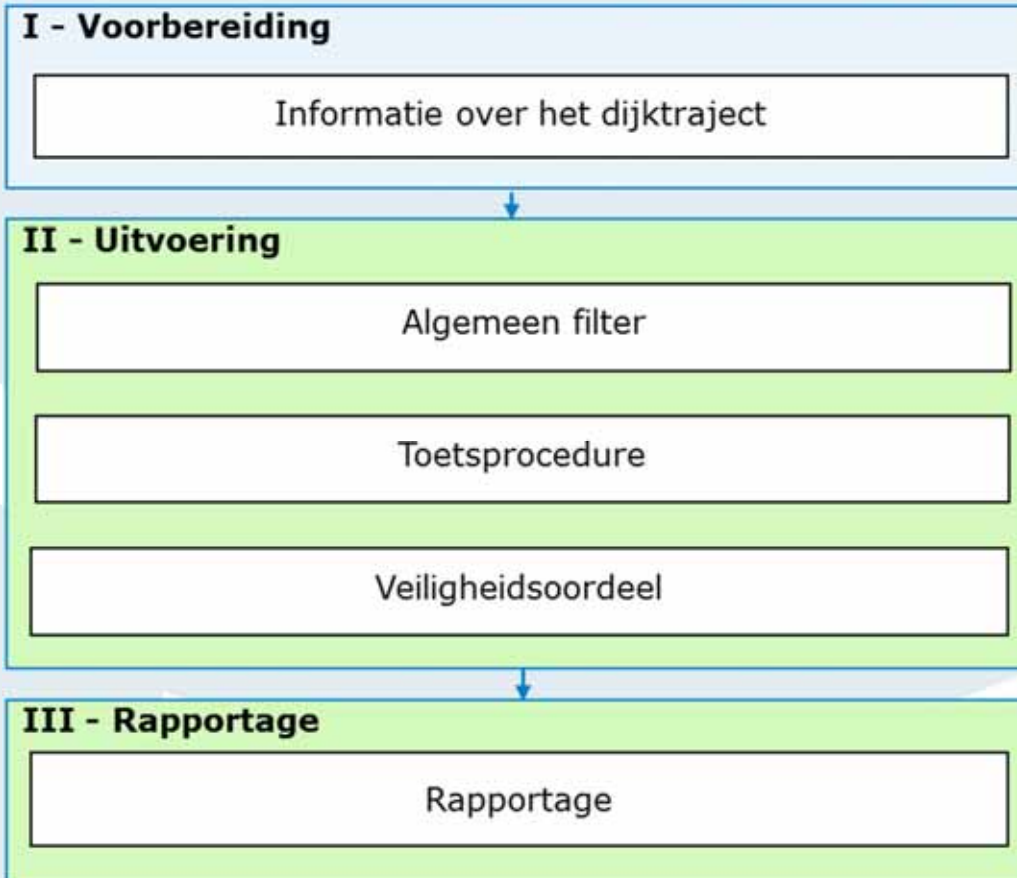 I - Voorbereiding
Informatie over het dijktraject
II - Uitvoering
Algemeen filter
Toetsprocedure
Veiligheidsoordeel
III - Rapportage
Rapportage